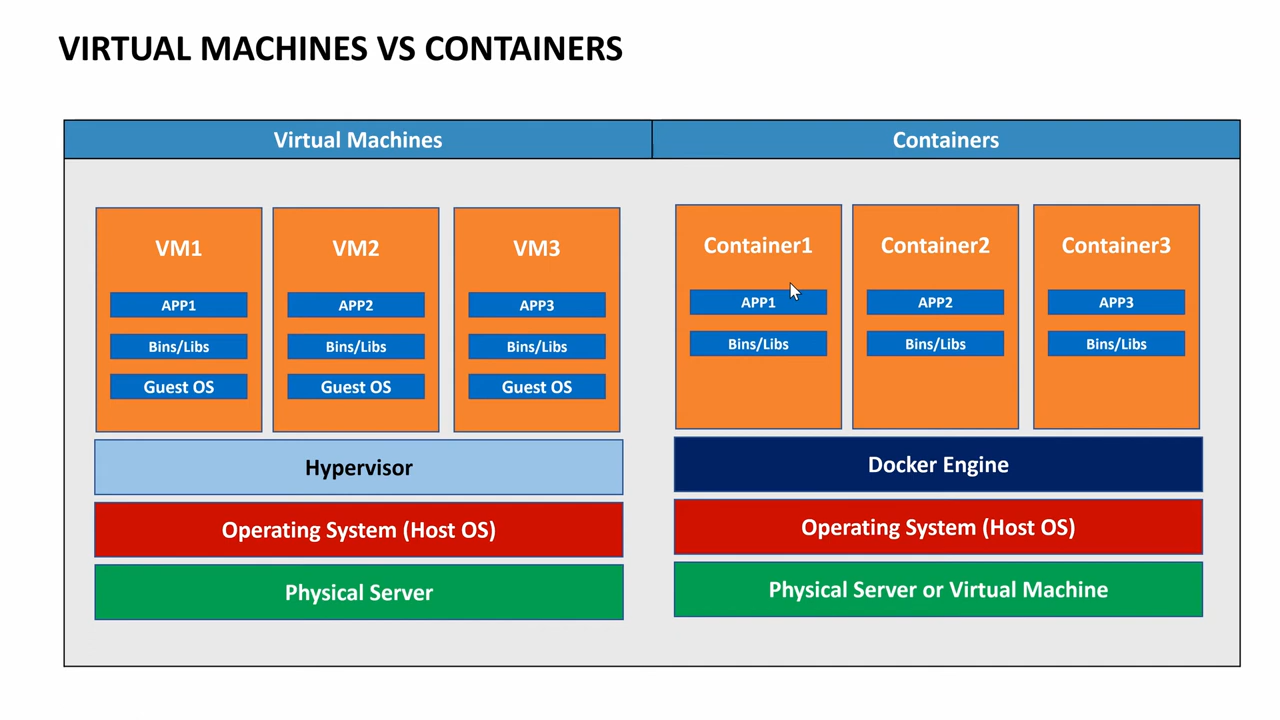 VIRTUAL MACHINES VS CONTAINERS
Virtual Machines
Containers
VM1
VM2
VM3
APP1
APP2
APP3
Bins/Libs
Bins/Libs
Bins/Libs
Guest OS
Guest OS
Guest OS
Hypervisor
Operating System (Host OS)
Physical Server
Container1
Container2
Container3
APP1
APP2
APP3
Bins/Libs
Bins/Libs
Bins/Libs
Docker Engine
Operating System (Host OS)
Physical Server or Virtual Machine